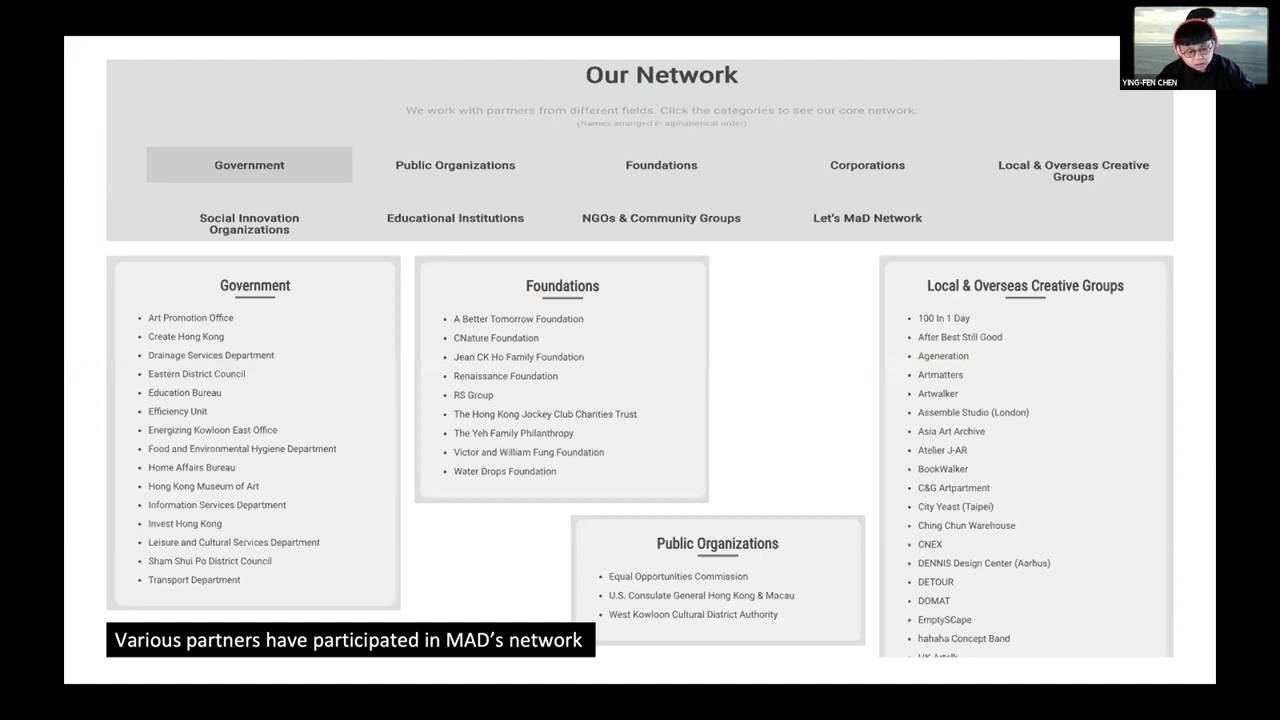 YING-FEN CHEN
Our Network
We work with partners from different fields. Click the categories to see our core network:
(Names arranged in alphabetical order)
Government
Public Organizations
Foundations
Corporations
Local & Overseas Creative
Groups
Social Innovation
Organizations
Educational Institutions
NGOs & Community Groups
Let's MaD Network
Government
Art Promotion Office
Create Hong Kong
Drainage Services Department
Eastern District Council
Education Bureau
Efficiency Unit
Energizing Kowloon East Office
Food and Environmental Hygiene Department
Home Affairs Bureau
Hong Kong Museum of Art
Information Services Department
Invest Hong Kong
Leisure and Cultural Services Department
Sham Shui Po District Council
Transport Department
Foundations
A Better Tomorrow Foundation
CNature Foundation
Jean CK Ho Family Foundation
Renaissance Foundation
RS Group
The Hong Kong Jockey Club Charities Trust
The Yeh Family Philanthropy
Victor and William Fung Foundation
Water Drops Foundation
Public Organizations
Equal Opportunities Commission
U.S. Consulate General Hong Kong & Macau
West Kowloon Cultural District Authority
Local & Overseas Creative Groups
100 In 1 Day
After Best Still Good
Ageneration
Artmatters
Artwalker
Assemble Studio (London)
Asia Art Archive
Atelier J-AR
BookWalker
C&G Artpartment
City Yeast (Taipei)
Ching Chun Warehouse
CNEX
DENNIS Design Center (Aarhus)
DETOUR
DOMAT
EmptySCape
hahaha Concept Band
Various partners have participated in MAD’s network